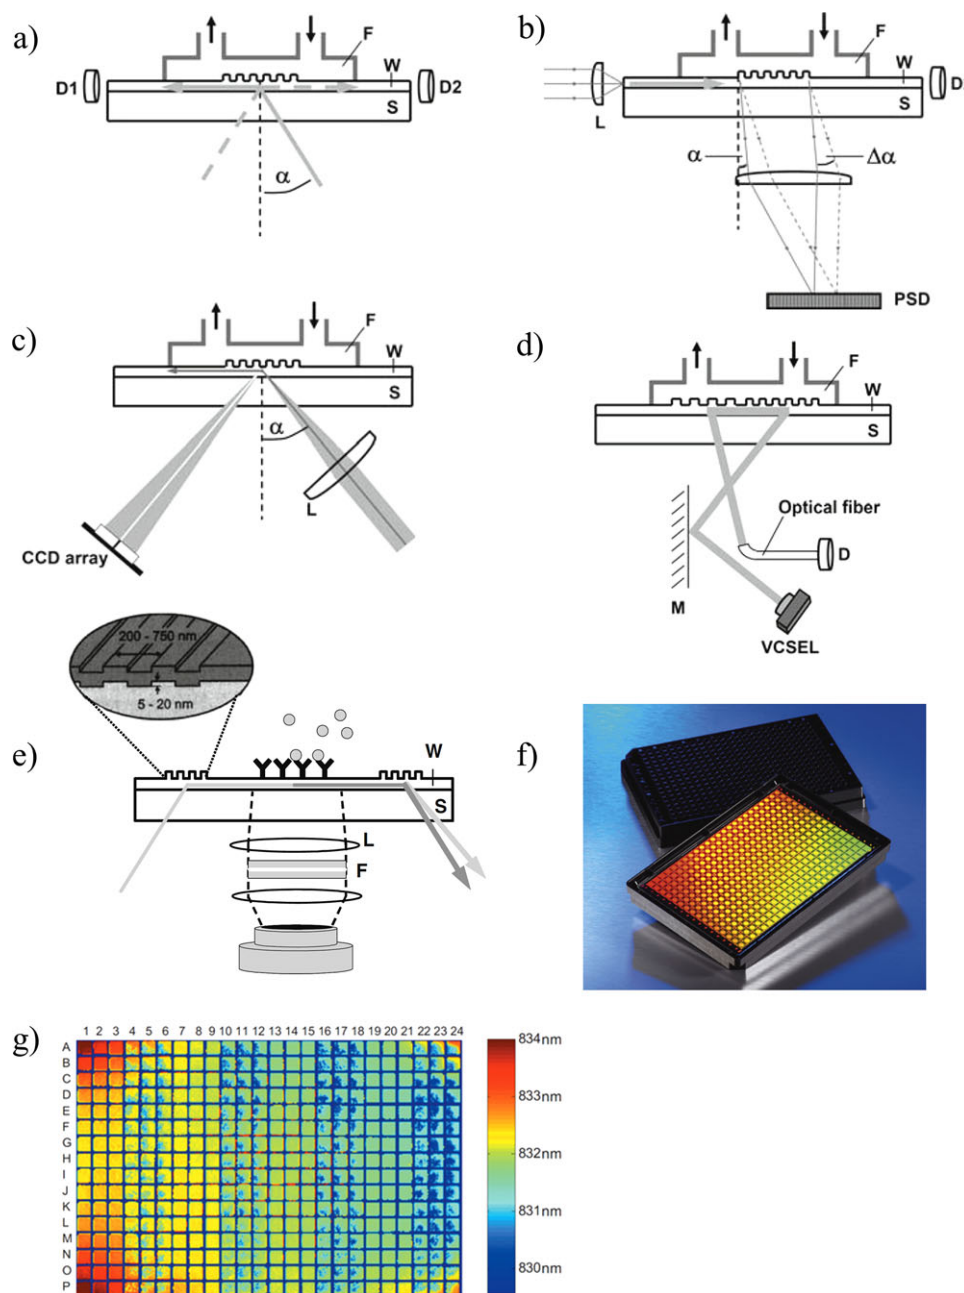 a)
F
W
D1
D2
S
α
b)
F
W
D
L
S
α
Δα
PSD
c)
F
W
S
α
L
CCD array
d)
F
W
S
Optical fiber
D
M
VCSEL
200 - 750 nm
5 - 20 nm
e)
W
S
L
F
f)
g)
1 2 3 4 5 6 7 8 9 10 11 12 13 14 15 16 17 18 19 20 21 22 23 24
A
B
C
D
E
F
G
H
I
J
K
L
M
N
O
P
834nm
833nm
832nm
831nm
830nm